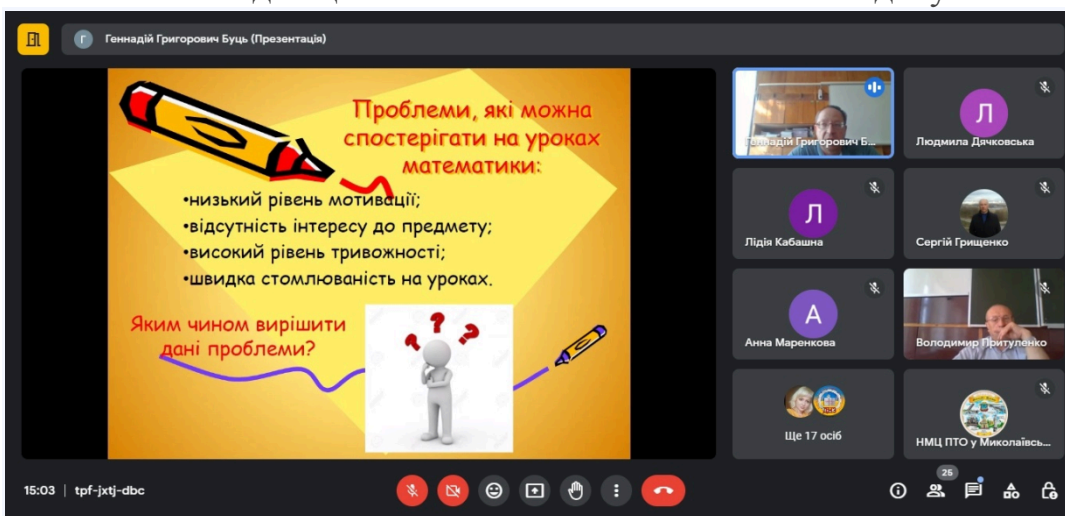 Г
Геннадій Григорович Буць (Презентація)
Проблеми, які можна
спостерігати на уроках
математики:
•низький рівень мотивації;
•відсутність інтересу до предмету;
•високий рівень тривожності;
•швидка стомлюваність на уроках.
Яким чином вирішити
дані проблеми?
Геннадій Григорович Б...
Л
Людмила Дячковська
Л
Лідія Кабашна
Сергій Грищенко
А
Анна Маренкова
Володимир Притуленко
Ще 17 осіб
НМЦ ПТО у Миколаївсь...
15:03 | tpf-jxtj-dbc
25